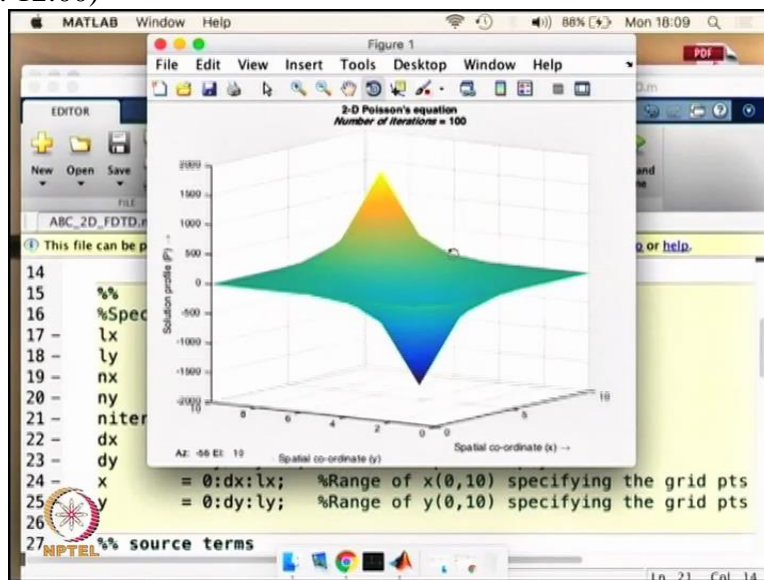 MATLAB Window Help 88% Mon 18:09
PDF
Figure 1
File Edit View Insert Tools Desktop Window Help
EDITOR
New Open Save
FILE
ABC_2D_FDTD.m
This file can be p
o or help.
2-D Poisson's equation
Number of iterations = 100
Solution profile (P) →
2000
1500
1000
500
0
-500
-1000
-1500
-2000
10 8 6 4 2 0 0 5 10
Spatial co-ordinate (y)
Spatial co-ordinate (x) →
Az: -56 El: 10
14
15 %%
16 %Spec
17 – lx
18 – ly
19 – nx
20 – ny
21 – niter
22 – dx
23 – dy
24 – x = 0:dx:lx; %Range of x(0,10) specifying the grid pts
25 – y = 0:dy:ly; %Range of y(0,10) specifying the grid pts
26
27 %% source terms
NPTEL
Ln 21 Col 14